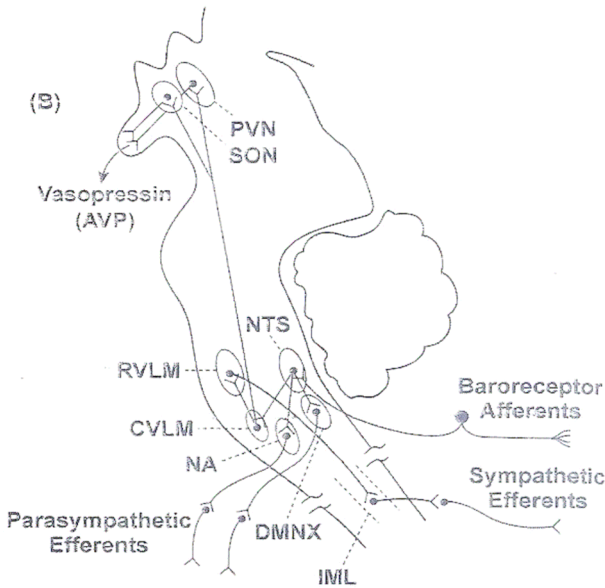 (B)
PVN
SON
Vasopressin
(AVP)
NTS
RVLM
Baroreceptor
Afferents
CVLM
NA
Sympathetic
Efferents
Parasympathetic
Efferents
DMNX
IML